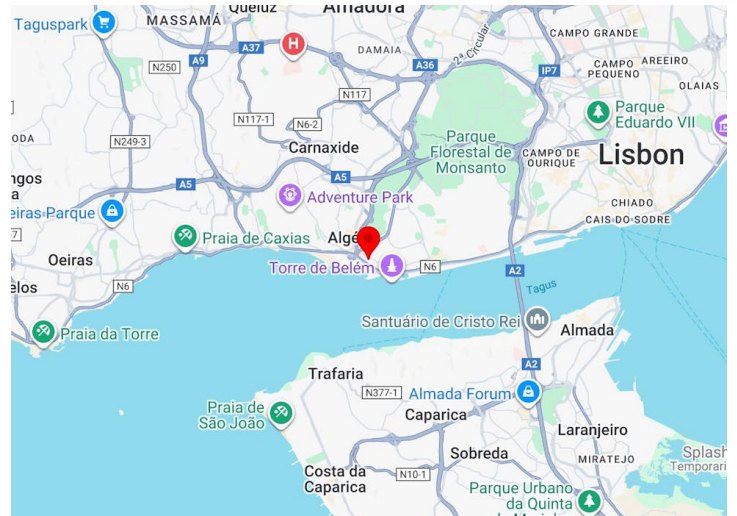 Queluz
Amadora
Taguspark
MASSAMÁ
A37
DAMAIA
2ª Circular
CAMPO GRANDE
A9
N250
A36
IP7
CAMPO
PEQUENO
AREEIRO
OLAIAS
N117
N117-1
N6-2
Parque
Eduardo VII
N249-3
Carnaxide
Parque
Florestal de
Monsanto
CAMPO DE
OURIQUE
Lisbon
A5
A5
Adventure Park
CHIADO
CAIS DO SODRE
eiras Parque
Praia de Caxias
Algé
Oeiras
Torre de Belém
N6
A2
N6
Tagus
Santuário de Cristo Rei
Almada
Praia da Torre
A2
Trafaria
N377-1
Almada Forum
Praia de
São João
Caparica
Laranjeiro
Sobreda
MIRATEJO
Splash
Temporari
Costa da
Caparica
N10-1
Parque Urbano
da Quinta